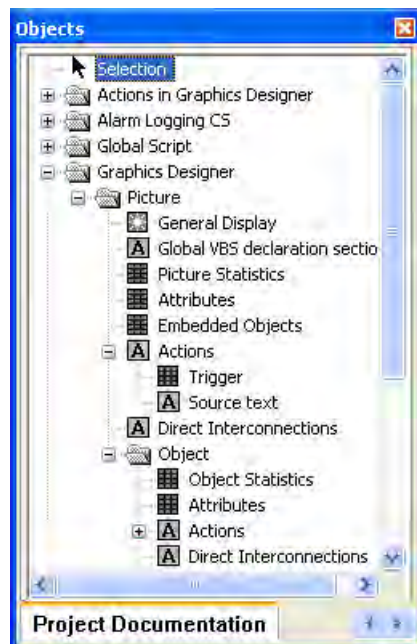 Objects
Selection
Actions in Graphics Designer
Alarm Logging CS
Global Script
Graphics Designer
Picture
General Display
A Global VBS declaration sectio
Picture Statistics
Attributes
Embedded Objects
A Actions
Trigger
A Source text
A Direct Interconnections
Object
Object Statistics
Attributes
A Actions
A Direct Interconnections
Project Documentation